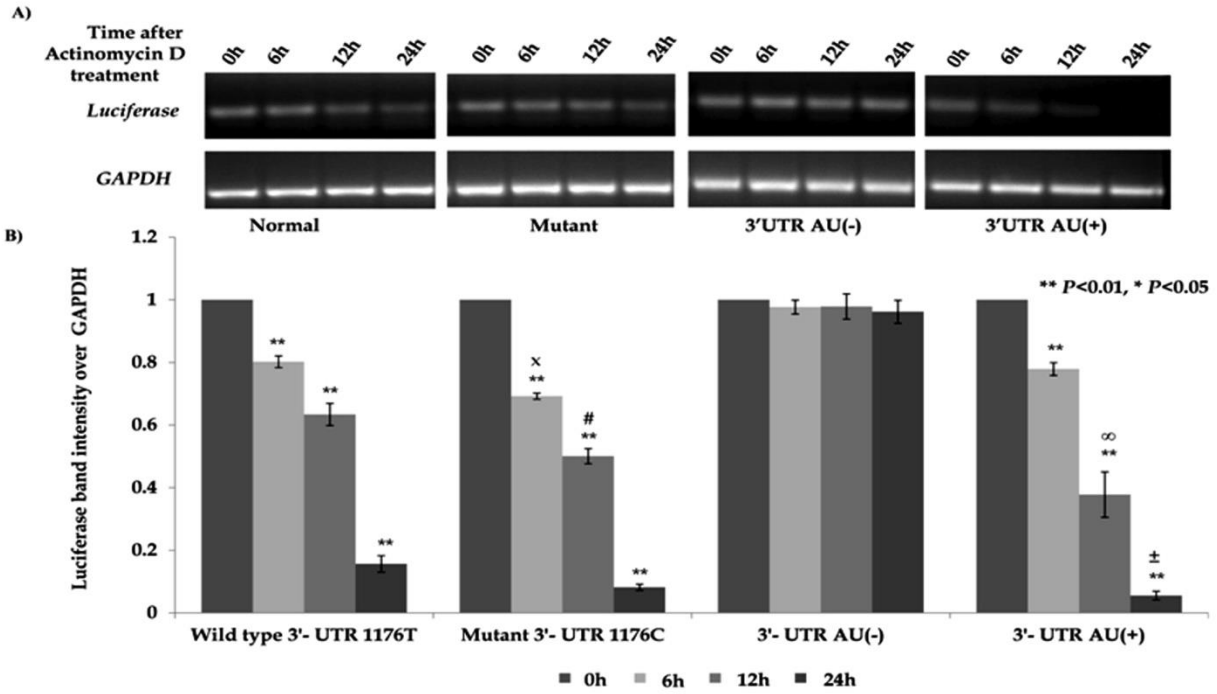 A)
Time after
Actinomycin D
treatment
0h 6h 12h 24h 0h 6h 12h 24h 0h 6h 12h 24h 0h 6h 12h 24h
Luciferase
GAPDH
Normal Mutant 3′UTR AU(-) 3′UTR AU(+)
B)
Luciferase band intensity over GAPDH
1.2
1
0.8
0.6
0.4
0.2
0
** P<0.01, * P<0.05
** ** **
x ** # ** **
** ∞ ** ± **
Wild type 3'- UTR 1176T Mutant 3'- UTR 1176C 3'- UTR AU(-) 3'- UTR AU(+)
0h 6h 12h 24h